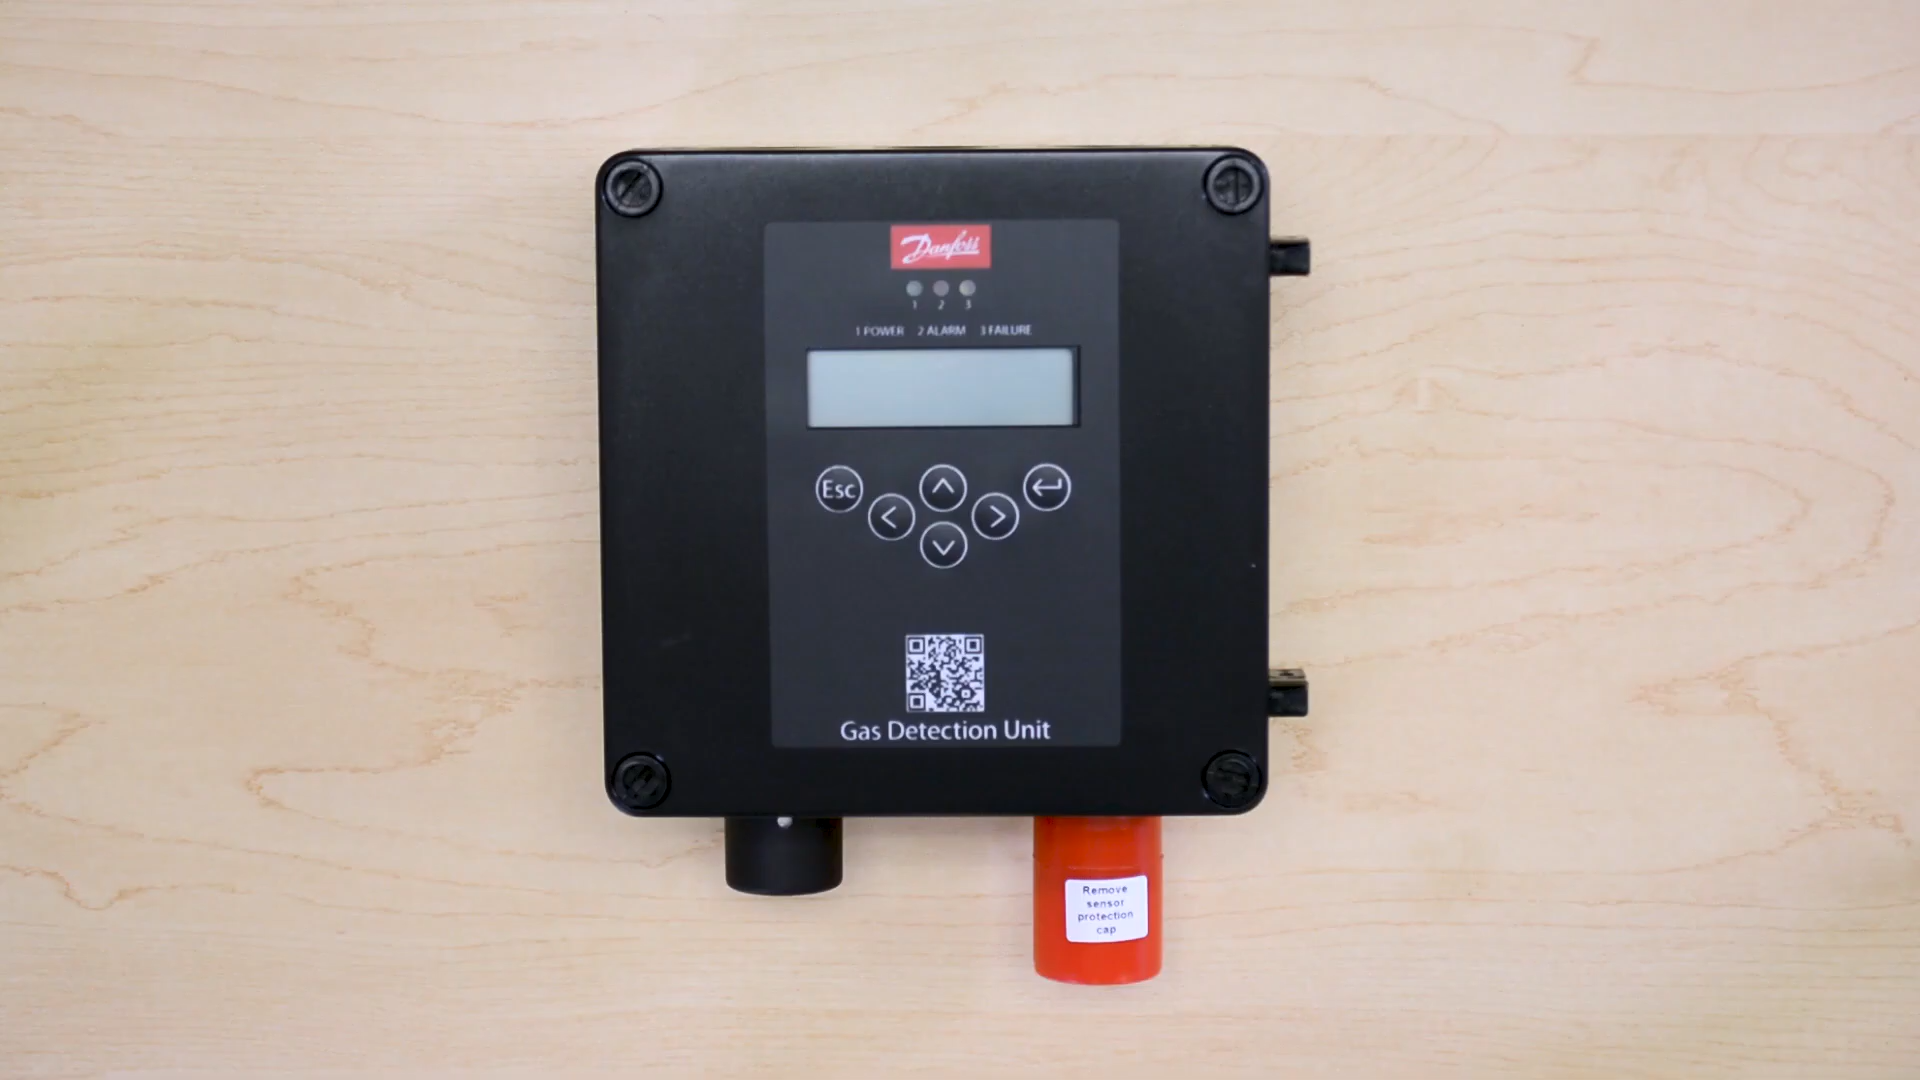 Danfoss
1 2 3
1 POWER 2 ALARM 3 FAILURE
Esc
Gas Detection Unit
Remove
sensor
protection
cap